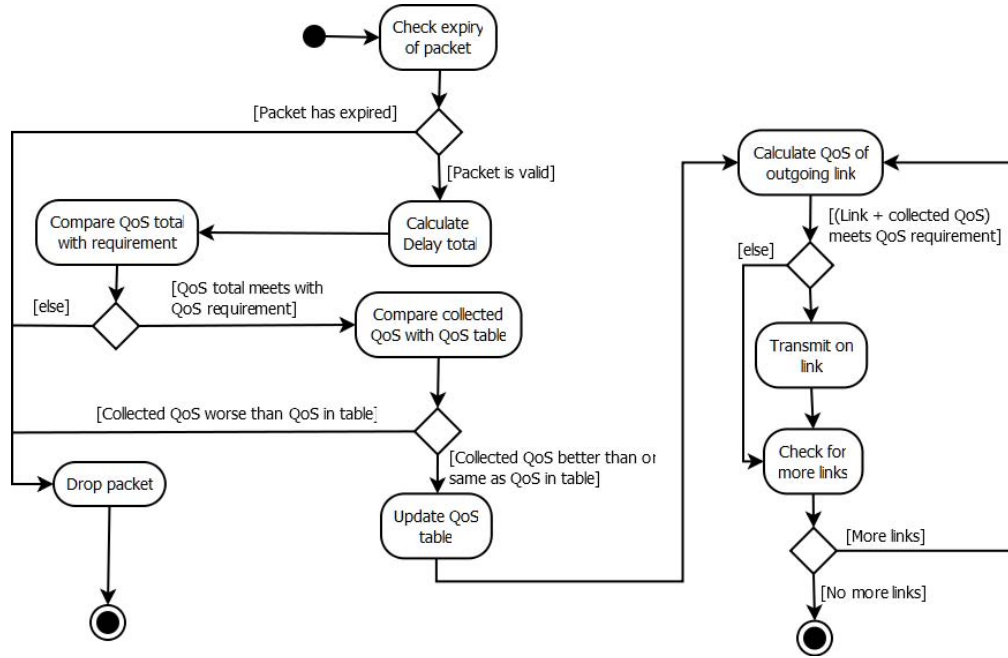 Check expiry
of packet
[Packet has expired]
[Packet is valid]
Calculate
Delay total
Compare QoS total
with requirement
[else]
[QoS total meets with
QoS requirement]
Compare collected
QoS with QoS table
[Collected QoS worse than QoS in table]
[Collected QoS better than or
same as QoS in table]
Drop packet
Update QoS
table
Calculate QoS of
outgoing link
[(Link + collected QoS)
meets QoS requirement]
[else]
Transmit on
link
Check for
more links
[More links]
[No more links]